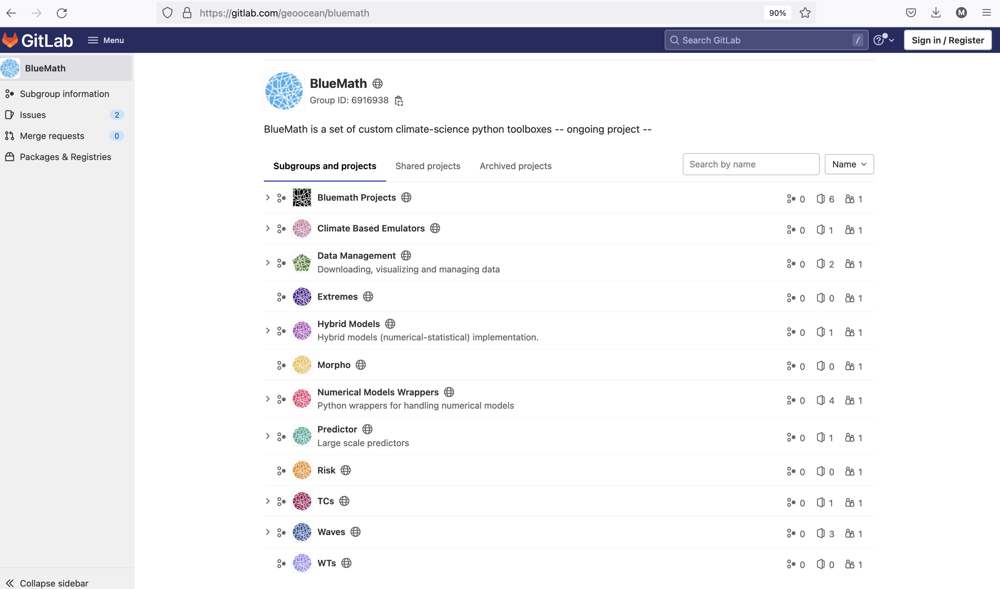 https://gitlab.com/geoocean/bluemath
90%
M
GitLab
Menu
Search GitLab
/
?
Sign in / Register
BlueMath
Subgroup information
Issues 2
Merge requests 0
Packages & Registries
Collapse sidebar
BlueMath
Group ID: 6916938
BlueMath is a set of custom climate-science python toolboxes -- ongoing project --
Subgroups and projects Shared projects Archived projects
Search by name
Name
Bluemath Projects 0 6 1
Climate Based Emulators 0 1 1
Data Management
Downloading, visualizing and managing data
0 2 1
Extremes 0 0 1
Hybrid Models
Hybrid models (numerical-statistical) implementation.
0 1 1
Morpho 0 0 1
Numerical Models Wrappers
Python wrappers for handling numerical models
0 4 1
Predictor
Large scale predictors
0 1 1
Risk 0 0 1
TCs 0 1 1
Waves 0 3 1
WTs 0 0 1